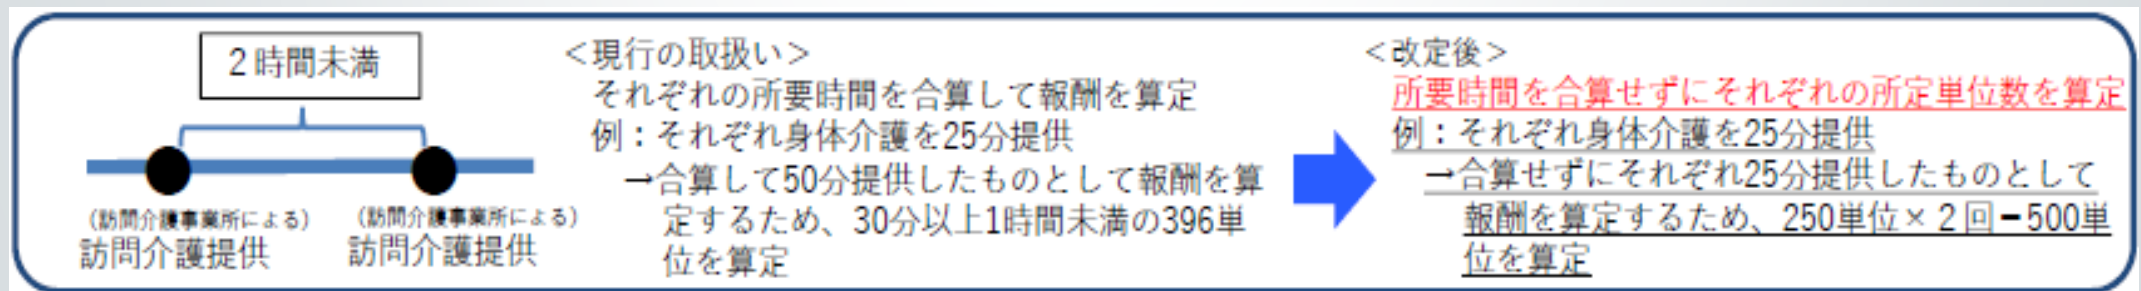 2時間未満
(訪問介護事業所による)
訪問介護提供
(訪問介護事業所による)
訪問介護提供
<現行の取扱い>
それぞれの所要時間を合算して報酬を算定
例：それぞれ身体介護を25分提供
→合算して50分提供したものとして報酬を算
定するため、30分以上1時間未満の396単
位を算定
<改定後>
所要時間を合算せずにそれぞれの所定単位数を算定
例：それぞれ身体介護を25分提供
→合算せずにそれぞれ25分提供したものとして
報酬を算定するため、250単位×2回=500単
位を算定